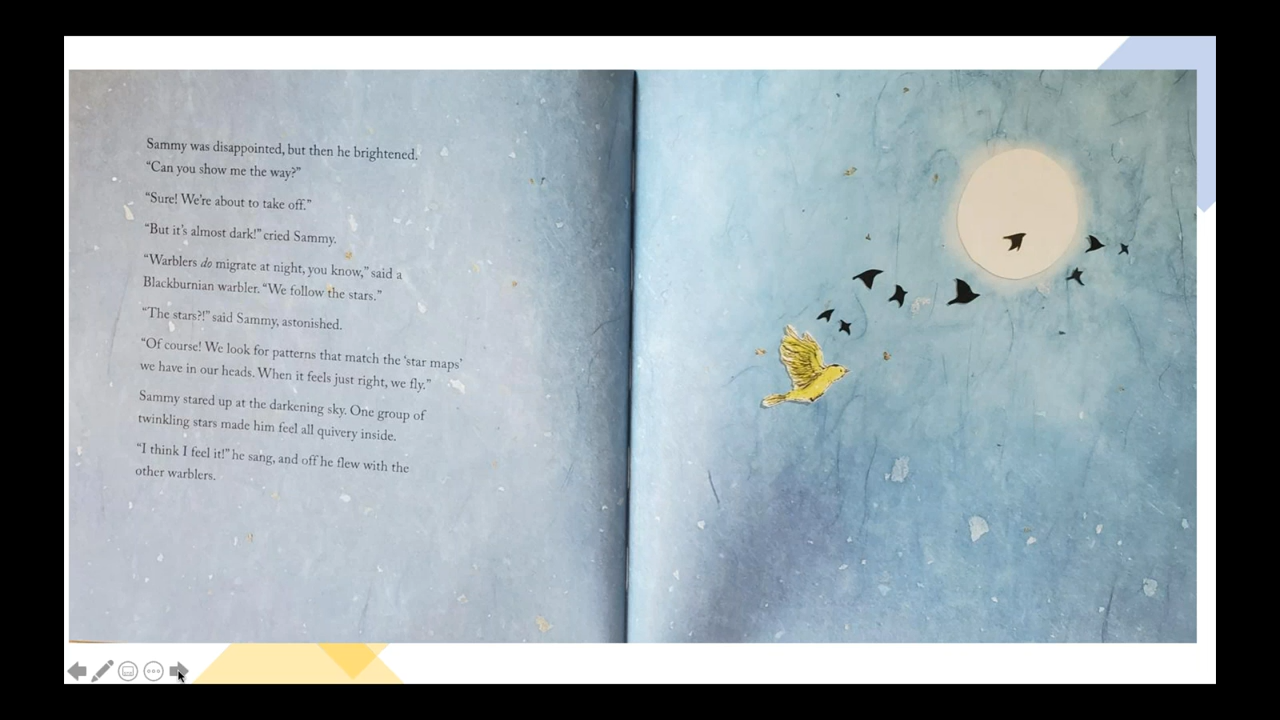 Sammy was disappointed, but then he brightened.
“Can you show me the way?”
“Sure! We’re about to take off.”
“But it’s almost dark!” cried Sammy.
“Warblers do migrate at night, you know,” said a
Blackburnian warbler. “We follow the stars.”
“The stars?!” said Sammy, astonished.
“Of course! We look for patterns that match the ‘star maps’
we have in our heads. When it feels just right, we fly.”
Sammy stared up at the darkening sky. One group of
twinkling stars made him feel all quivery inside.
“I think I feel it!” he sang, and off he flew with the
other warblers.